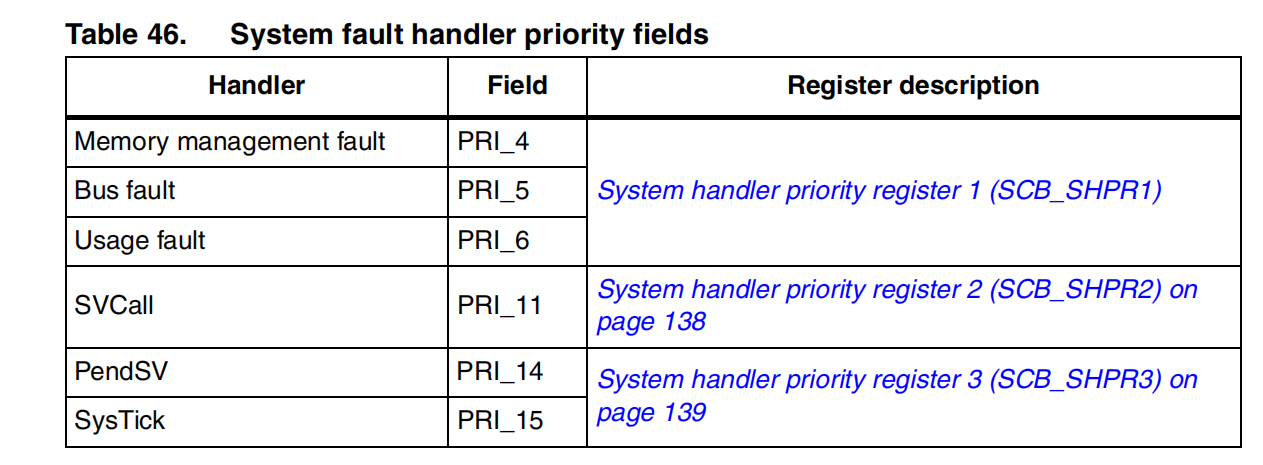 Table 46. System fault handler priority fields
Handler Field Register description
Memory management fault PRI_4
Bus fault PRI_5 System handler priority register 1 (SCB_SHPR1)
Usage fault PRI_6
SVCall PRI_11 System handler priority register 2 (SCB_SHPR2) on
page 138
PendSV PRI_14 System handler priority register 3 (SCB_SHPR3) on
page 139
SysTick PRI_15